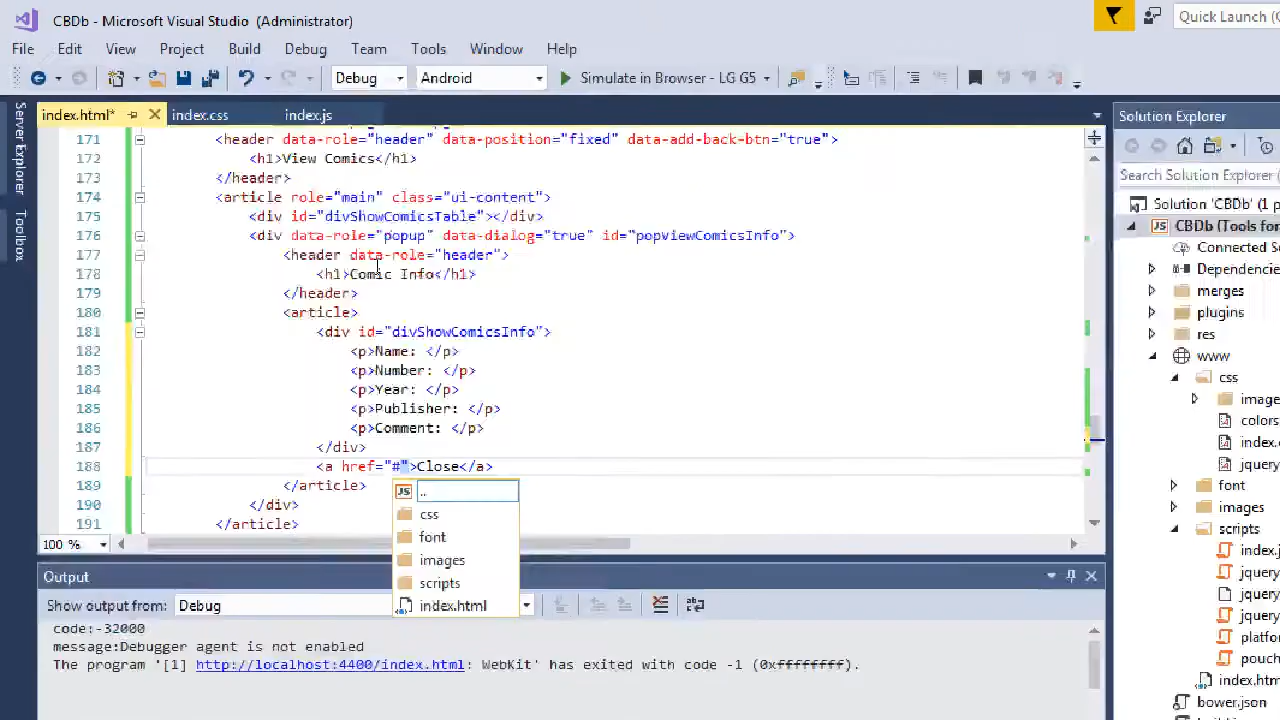 CBDb - Microsoft Visual Studio (Administrator)
Quick Launch (
File Edit View Project Build Debug Team Tools Window Help
Debug Android Simulate in Browser - LG G5
index.html* index.css index.js
Server Explorer
Toolbox
171 <header data-role="header" data-position="fixed" data-add-back-btn="true">
172 <h1>View Comics</h1>
173 </header>
174 <article role="main" class="ui-content">
175 <div id="divShowComicsTable"></div>
176 <div data-role="popup" data-dialog="true" id="popViewComicsInfo">
177 <header data-role="header">
178 <h1>Comic Info</h1>
179 </header>
180 <article>
181 <div id="divShowComicsInfo">
182 <p>Name: </p>
183 <p>Number: </p>
184 <p>Year: </p>
185 <p>Publisher: </p>
186 <p>Comment: </p>
187 </div>
188 <a href="#">Close</a>
189 </article>
190 </div>
191 </article>
..
css
font
images
scripts
index.html
100 %
Output
Show output from: Debug
code:-32000
message:Debugger agent is not enabled
The program '[1] http://localhost:4400/index.html: WebKit' has exited with code -1 (0xffffffff).
Solution Explorer
Search Solution Explorer (
Solution 'CBDb' (1 p
CBDb (Tools for
Connected S
Dependencie
merges
plugins
res
www
css
image
colors
index.c
jquery
font
images
scripts
index.j
jquery
jquery
jquery
platfo
pouch
index.htm
bower.json